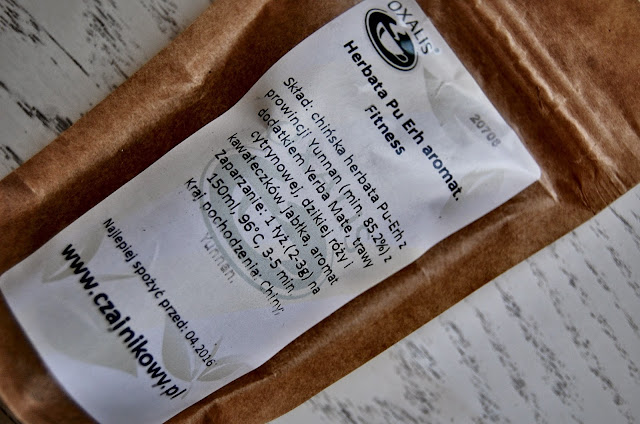 OXALIS®
Herbata Pu Erh aromat.
Fitness
20706
Skład: chińska herbata Pu-Erh z
prowincji Yunnan (min. 85,2%) z
dodatkiem Yerba Mate, trawy
cytrynowej, dzikiej róży i
kawałeczków jabłka, aromat
Zaparzanie: 1 łyż.(2-3g) na
150ml, 96°C, 3-5 min
Kraj pochodzenia: Chiny,
Yunnan.
Najlepiej spożyć przed: 04.2016
www.czajnikowy.pl